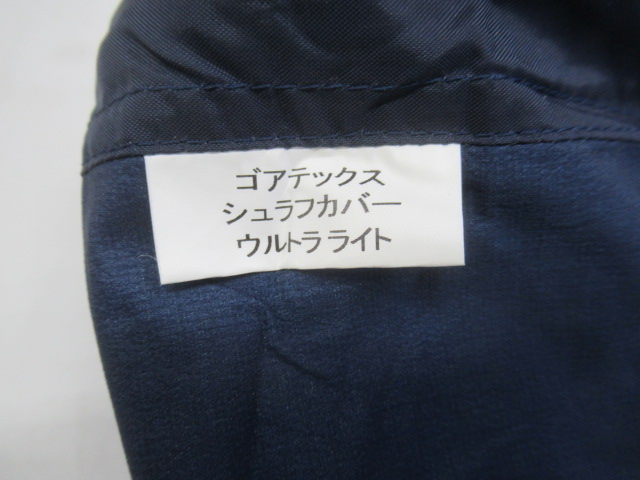 ゴアテックス
シュラフカバー
ウルトラライト